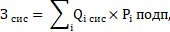 З сис = ∑i Qi сис × Pi подп,